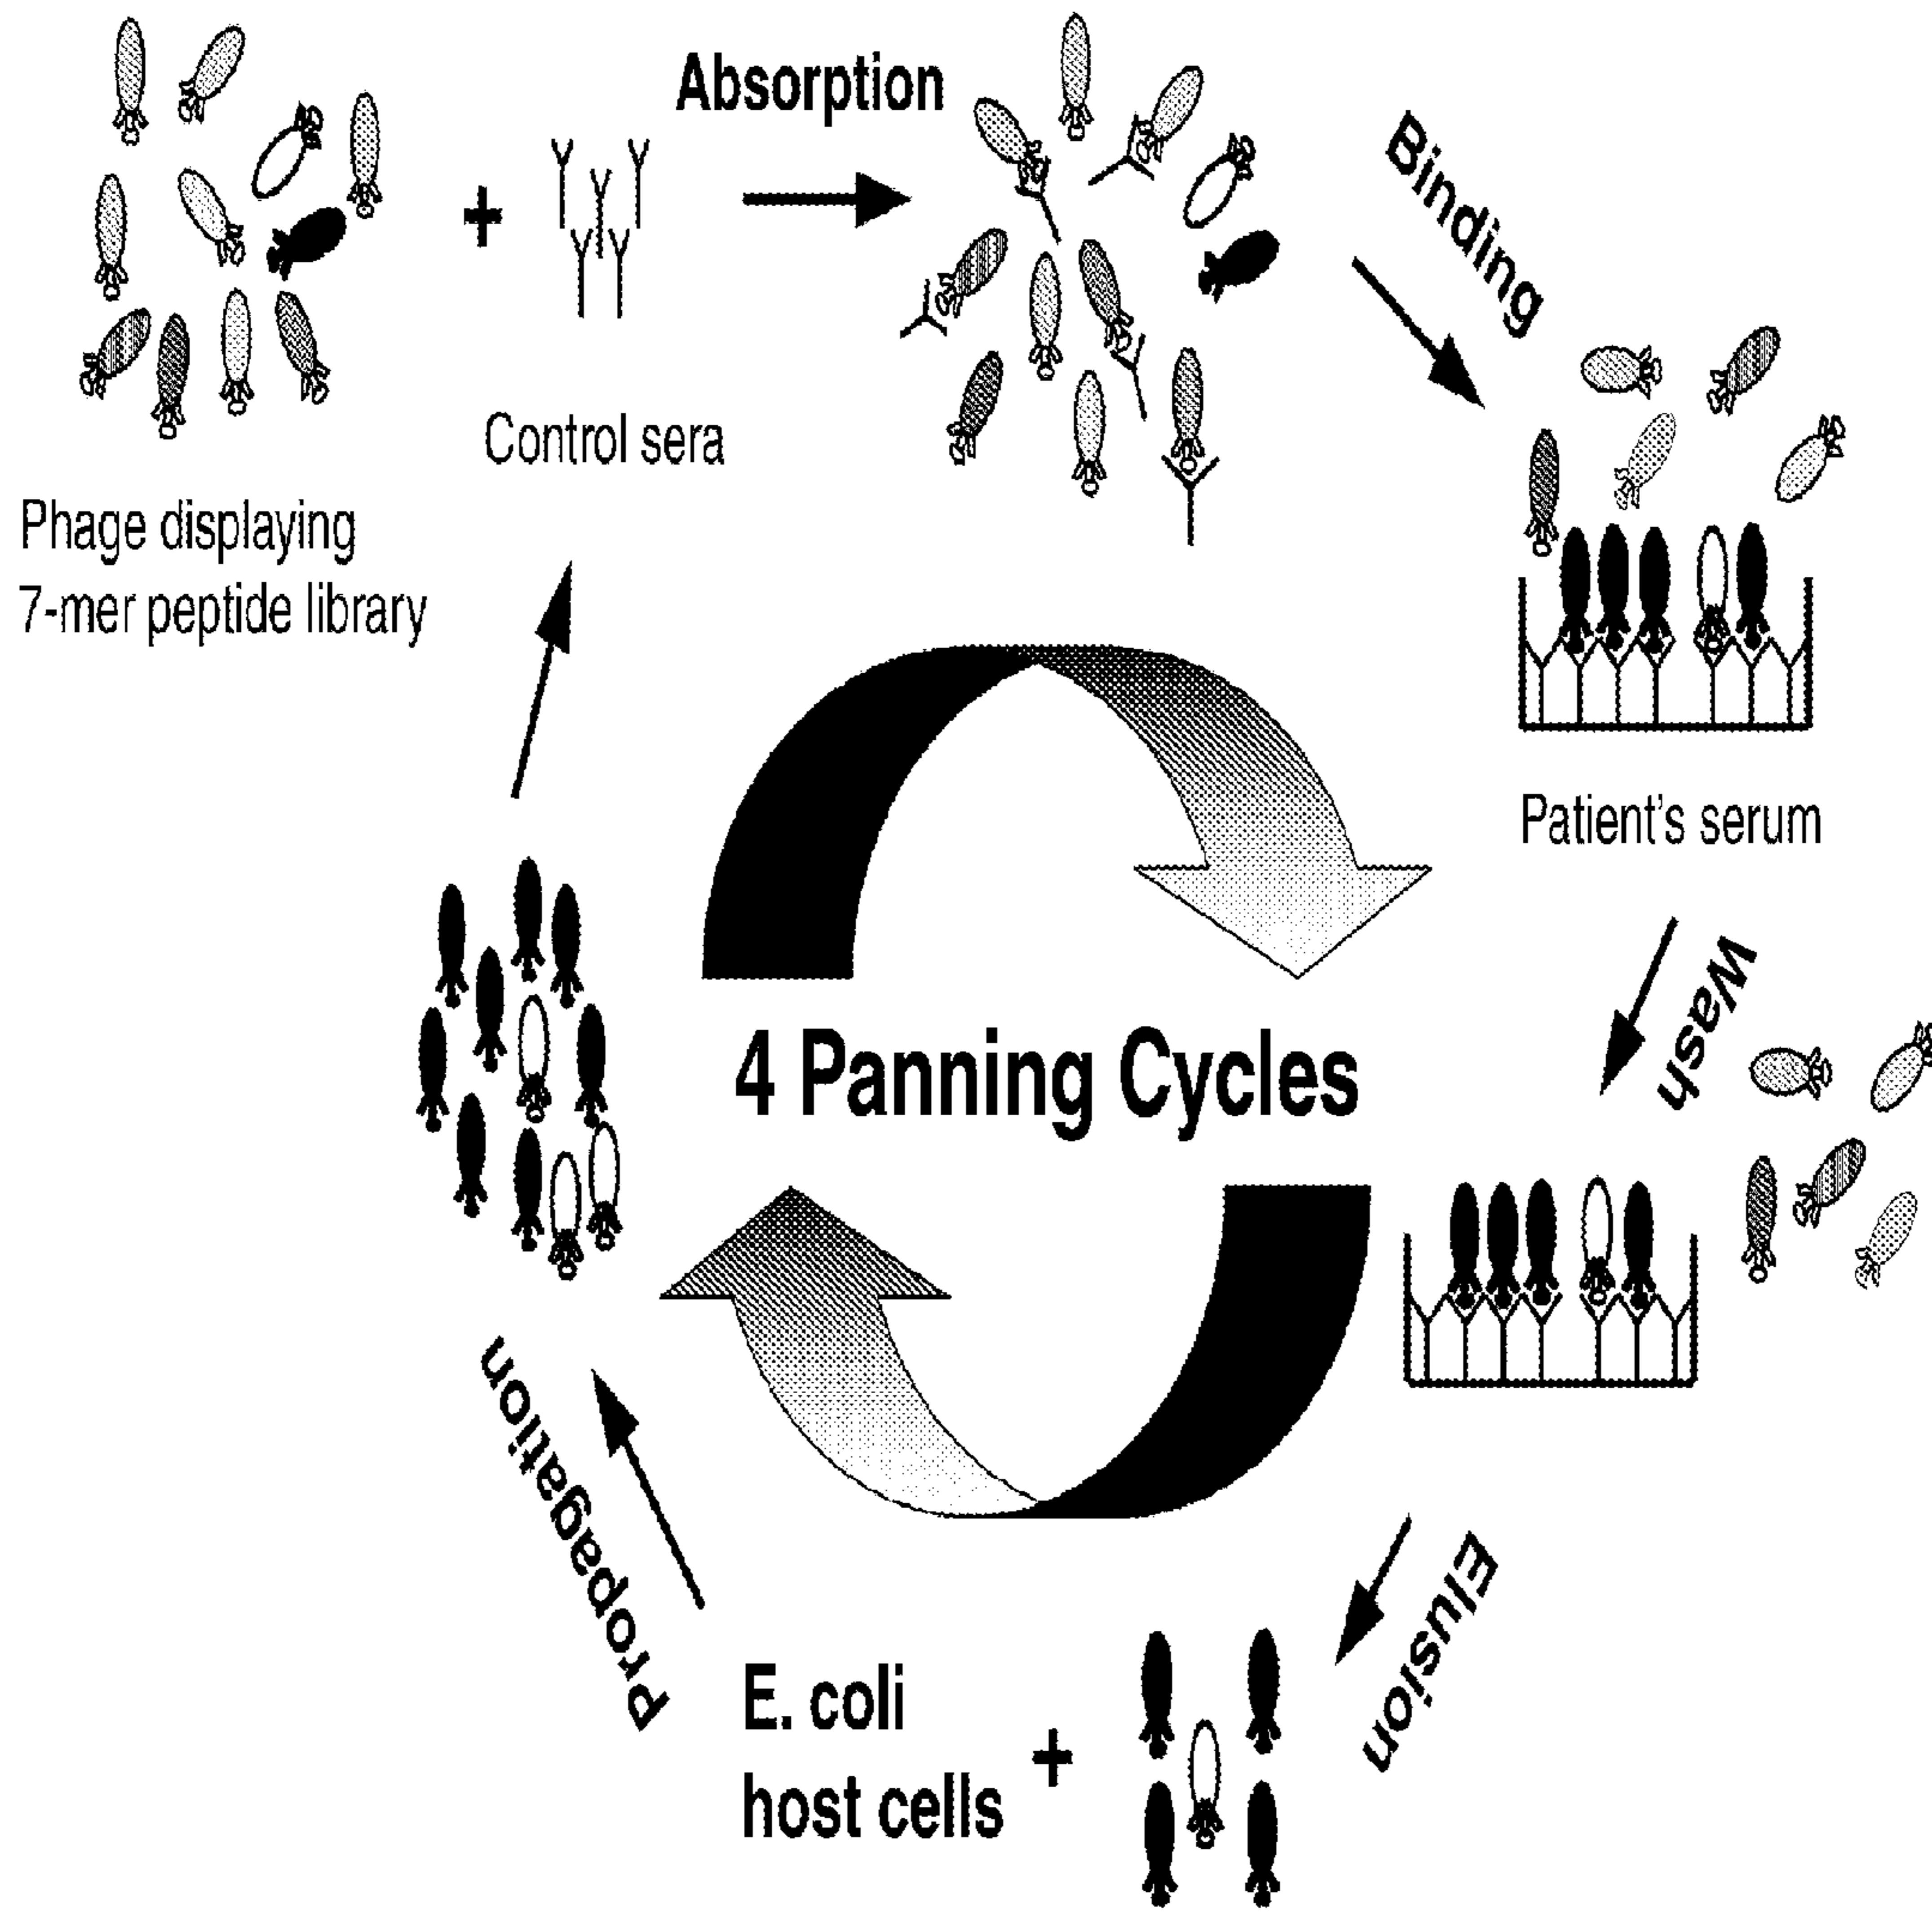 Absorption
Binding
+
Control sera
Phage displaying
7-mer peptide library
Patient's serum
Wash
4 Panning Cycles
Elusion
Propagation
E. coli
host cells
+